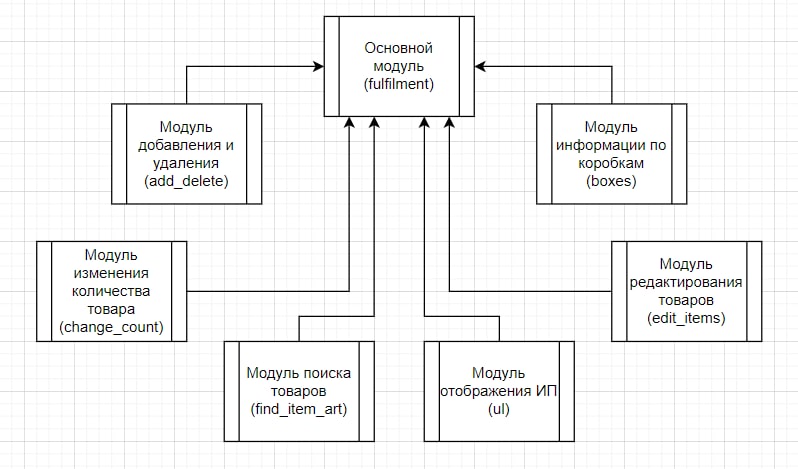 Основной
модуль
(fulfilment)
Модуль
добавления и
удаления
(add_delete)
Модуль
информации по
коробкам
(boxes)
Модуль
изменения
количества
товара
(change_count)
Модуль
редактирования
товаров
(edit_items)
Модуль поиска
товаров
(find_item_art)
Модуль
отображения ИП
(ul)